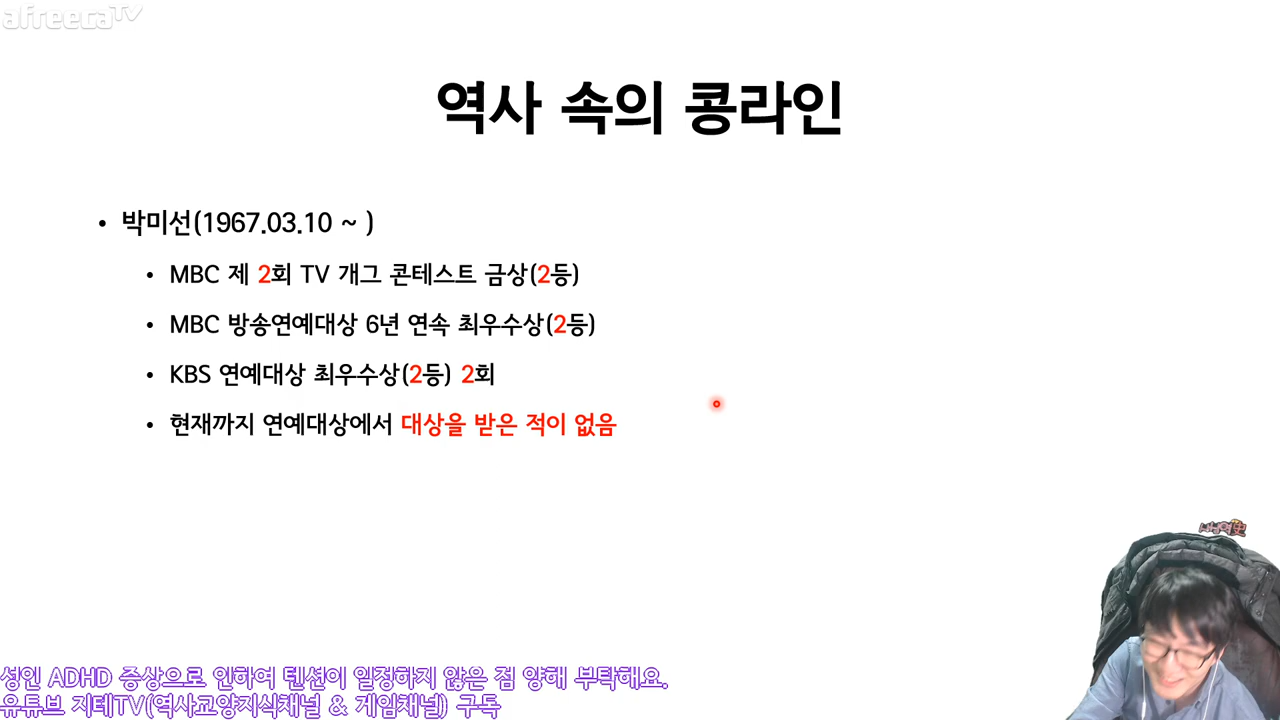 afreecaTV
역사 속의 콩라인
• 박미선(1967.03.10 ~ )
• MBC 제 2회 TV 개그 콘테스트 금상(2등)
• MBC 방송연예대상 6년 연속 최우수상(2등)
• KBS 연예대상 최우수상(2등) 2회
• 현재까지 연예대상에서 대상을 받은 적이 없음
성인 ADHD 증상으로 인하여 텐션이 일정하지 않은 점 양해 부탁해요.
유튜브 지테TV(역사교양지식채널 & 게임채널) 구독